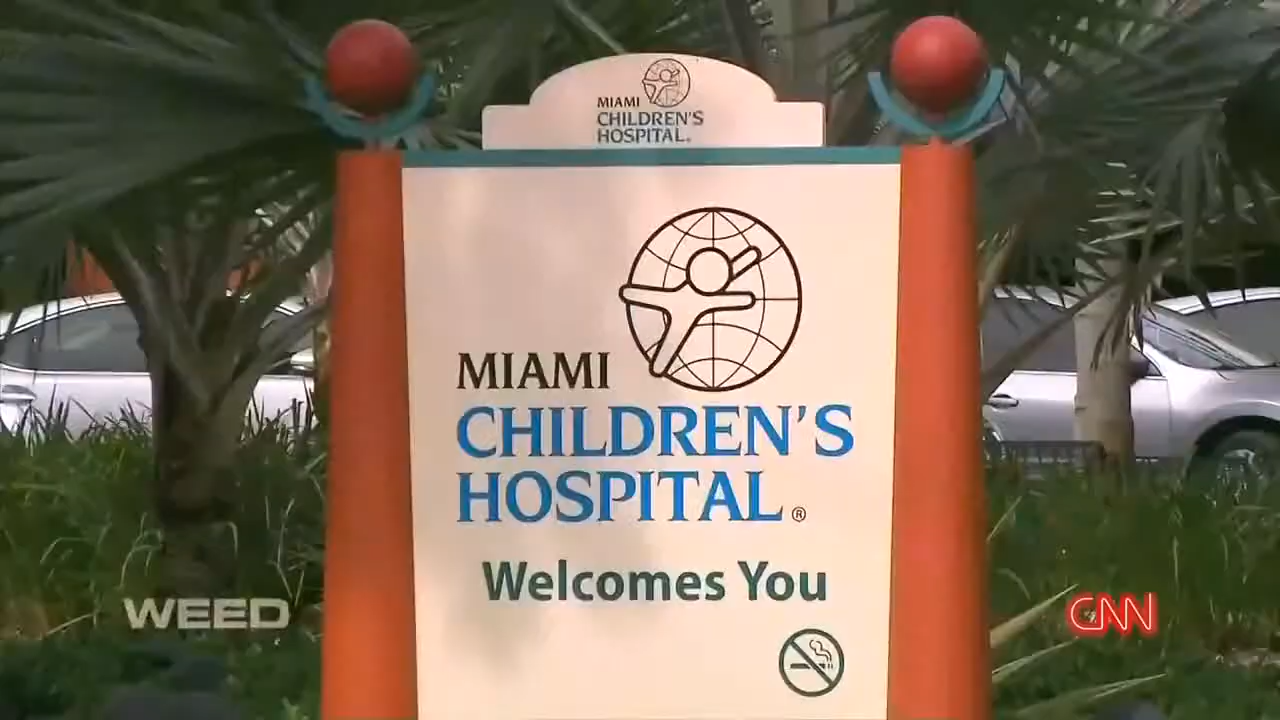 MIAMI
CHILDREN'S
HOSPITAL®
MIAMI
CHILDREN'S
HOSPITAL®
Welcomes You
WEED
CNN